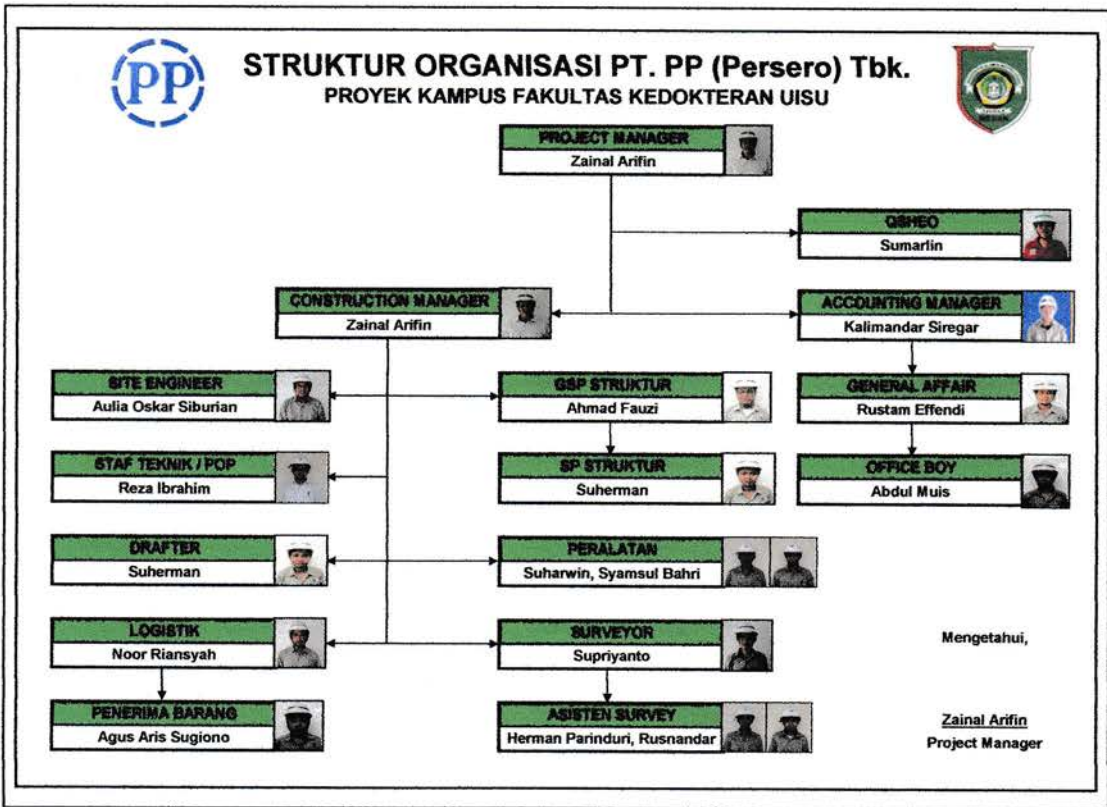 PP
STRUKTUR ORGANISASI PT. PP (Persero) Tbk.
PROYEK KAMPUS FAKULTAS KEDOKTERAN UISU
MEDAN
PROJECT MANAGER
Zainal Arifin
QSHEO
Sumarlin
CONSTRUCTION MANAGER
Zainal Arifin
ACCOUNTING MANAGER
Kalimandar Siregar
SITE ENGINEER
Aulia Oskar Siburian
GSP STRUKTUR
Ahmad Fauzi
GENERAL AFFAIR
Rustam Effendi
STAF TEKNIK / POP
Reza Ibrahim
SP STRUKTUR
Suherman
OFFICE BOY
Abdul Muis
DRAFTER
Suherman
PERALATAN
Suharwin, Syamsul Bahri
LOGISTIK
Noor Riansyah
SURVEYOR
Supriyanto
Mengetahui,
PENERIMA BARANG
Agus Aris Sugiono
ASISTEN SURVEY
Herman Parinduri, Rusnandar
Zainal Arifin
Project Manager